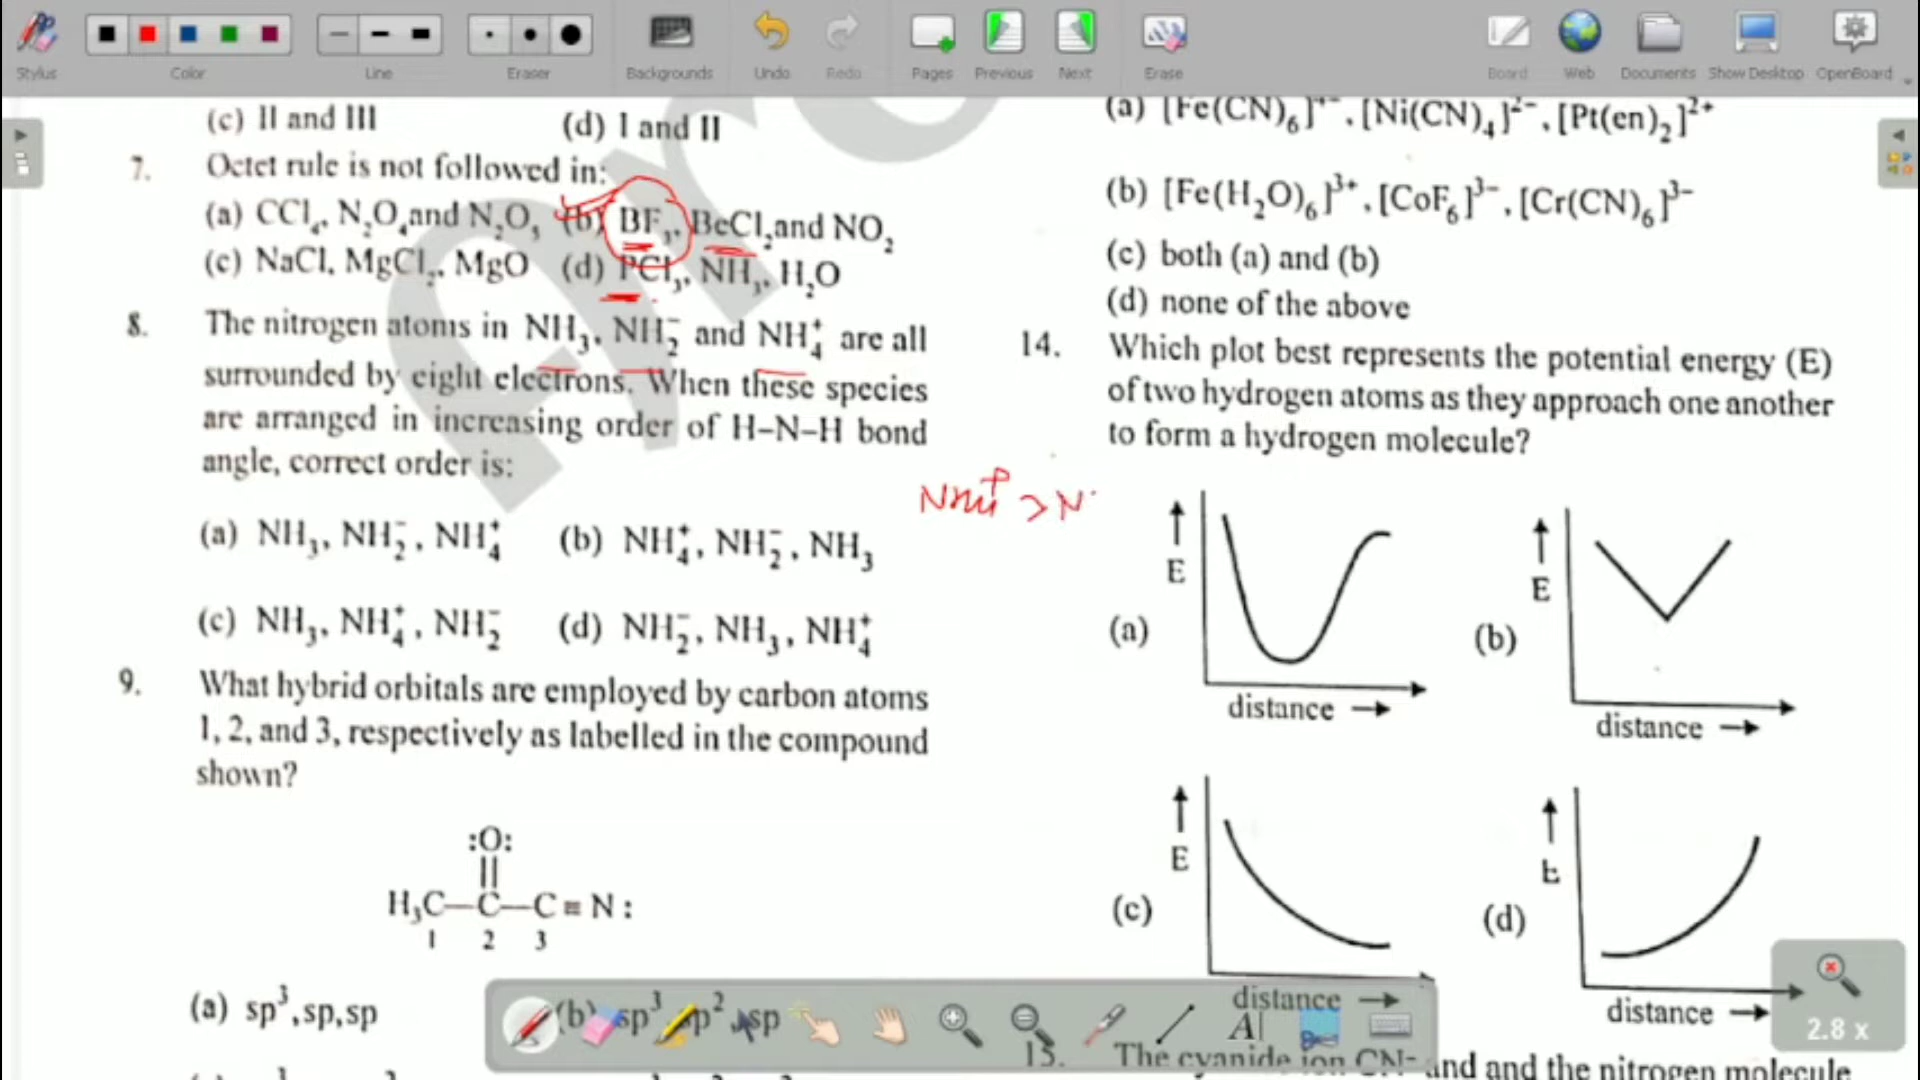 Stylus Color Line Eraser Backgrounds Undo Redo Pages Previous Next Erase Board Web Documents Show Desktop OpenBoard
(c) II and III (d) I and II
7. Octet rule is not followed in:
(a) CCl₄, N₂O₄and N₂O₅ (b) BF₃, BeCl₂and NO₂
(c) NaCl, MgCl₂, MgO (d) PCl₃, NH₃, H₂O
8. The nitrogen atoms in NH₃, NH₂⁻ and NH₄⁺ are all
surrounded by eight electrons. When these species
are arranged in increasing order of H–N–H bond
angle, correct order is:
(a) NH₃, NH₂⁻, NH₄⁺ (b) NH₄⁺, NH₂⁻, NH₃
(c) NH₃, NH₄⁺, NH₂⁻ (d) NH₂⁻, NH₃, NH₄⁺
9. What hybrid orbitals are employed by carbon atoms
1, 2, and 3, respectively as labelled in the compound
shown?
:O:
||
H₃C—C—C≡N:
1 2 3
(a) sp³,sp,sp (b) sp³,sp²,sp
(a) [Fe(CN)₆]⁴⁻, [Ni(CN)₄]²⁻, [Pt(en)₂]²⁺
(b) [Fe(H₂O)₆]³⁺, [CoF₆]³⁻, [Cr(CN)₆]³⁻
(c) both (a) and (b)
(d) none of the above
14. Which plot best represents the potential energy (E)
of two hydrogen atoms as they approach one another
to form a hydrogen molecule?
(a) E distance → (b) E distance →
(c) E distance → (d) E distance →
15. The cyanide ion CN⁻ and and the nitrogen molecule
2.8 x